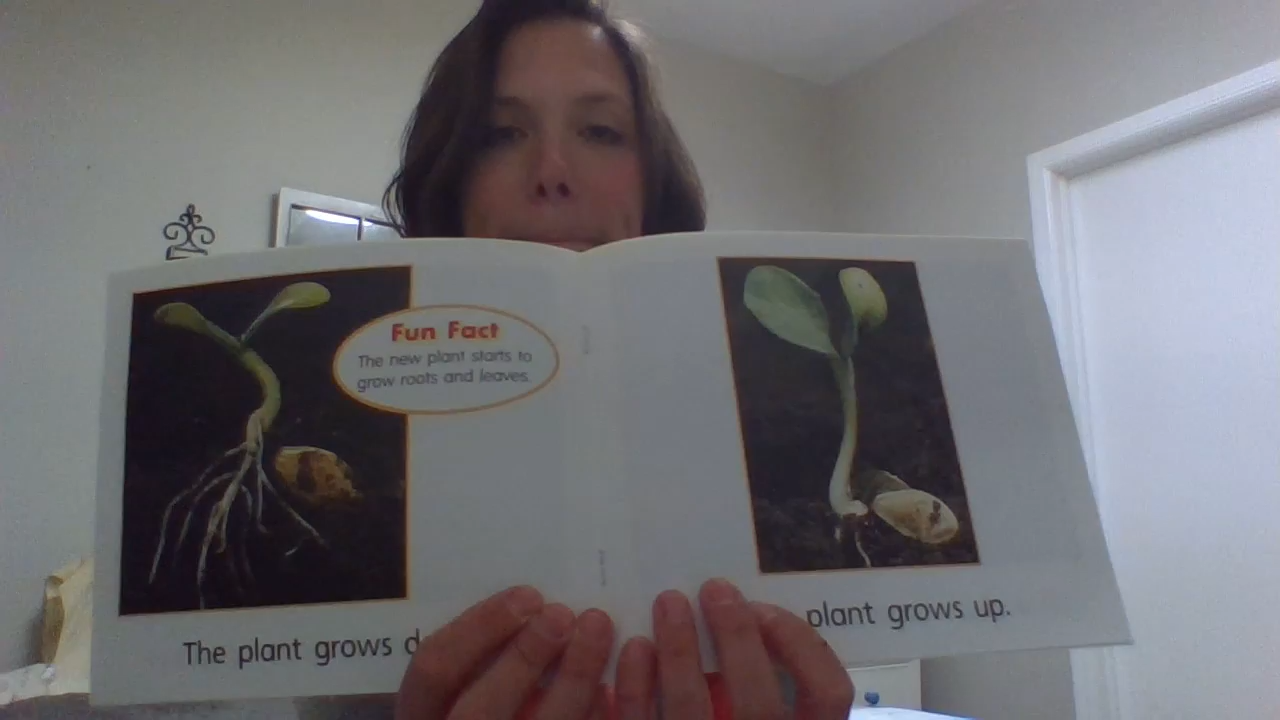 Fun Fact
The new plant starts to
grow roots and leaves.
The plant grows d
plant grows up.